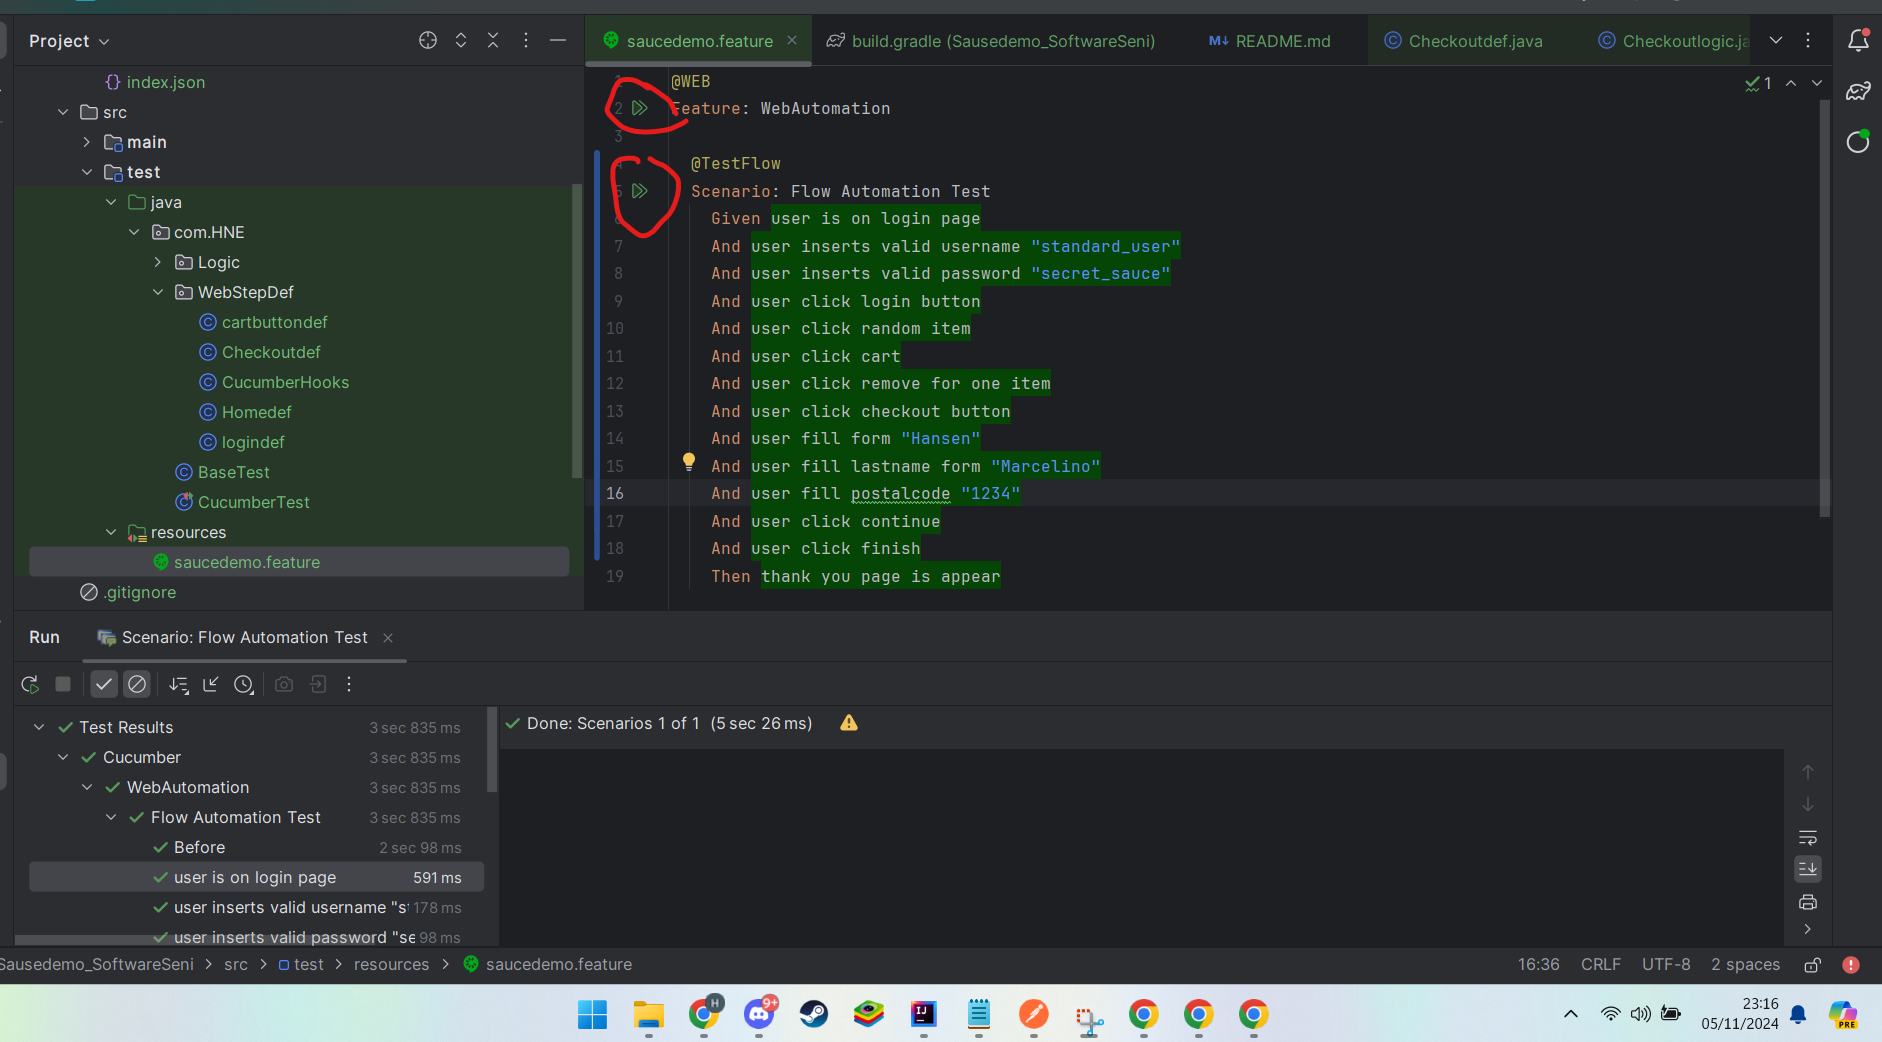 Project
saucedemo.feature
build.gradle (Sausedemo_SoftwareSeni)
M↓ README.md
Checkoutdef.java
Checkoutlogic.ja
index.json
src
main
test
java
com.HNE
Logic
WebStepDef
cartbuttondef
Checkoutdef
CucumberHooks
Homedef
logindef
BaseTest
CucumberTest
resources
saucedemo.feature
.gitignore
1
1 @WEB
2 Feature: WebAutomation
3
4 @TestFlow
5 Scenario: Flow Automation Test
6 Given user is on login page
7 And user inserts valid username "standard_user"
8 And user inserts valid password "secret_sauce"
9 And user click login button
10 And user click random item
11 And user click cart
12 And user click remove for one item
13 And user click checkout button
14 And user fill form "Hansen"
15 And user fill lastname form "Marcelino"
16 And user fill postalcode "1234"
17 And user click continue
18 And user click finish
19 Then thank you page is appear
Run
Scenario: Flow Automation Test
Test Results 3 sec 835 ms
Cucumber 3 sec 835 ms
WebAutomation 3 sec 835 ms
Flow Automation Test 3 sec 835 ms
Before 2 sec 98 ms
user is on login page 591 ms
user inserts valid username "st 178 ms
user inserts valid password "se 98 ms
Done: Scenarios 1 of 1 (5 sec 26 ms)
Sausedemo_SoftwareSeni > src > test > resources > saucedemo.feature
16:36 CRLF UTF-8 2 spaces
H
9+
IJ
23:16
05/11/2024
PRE